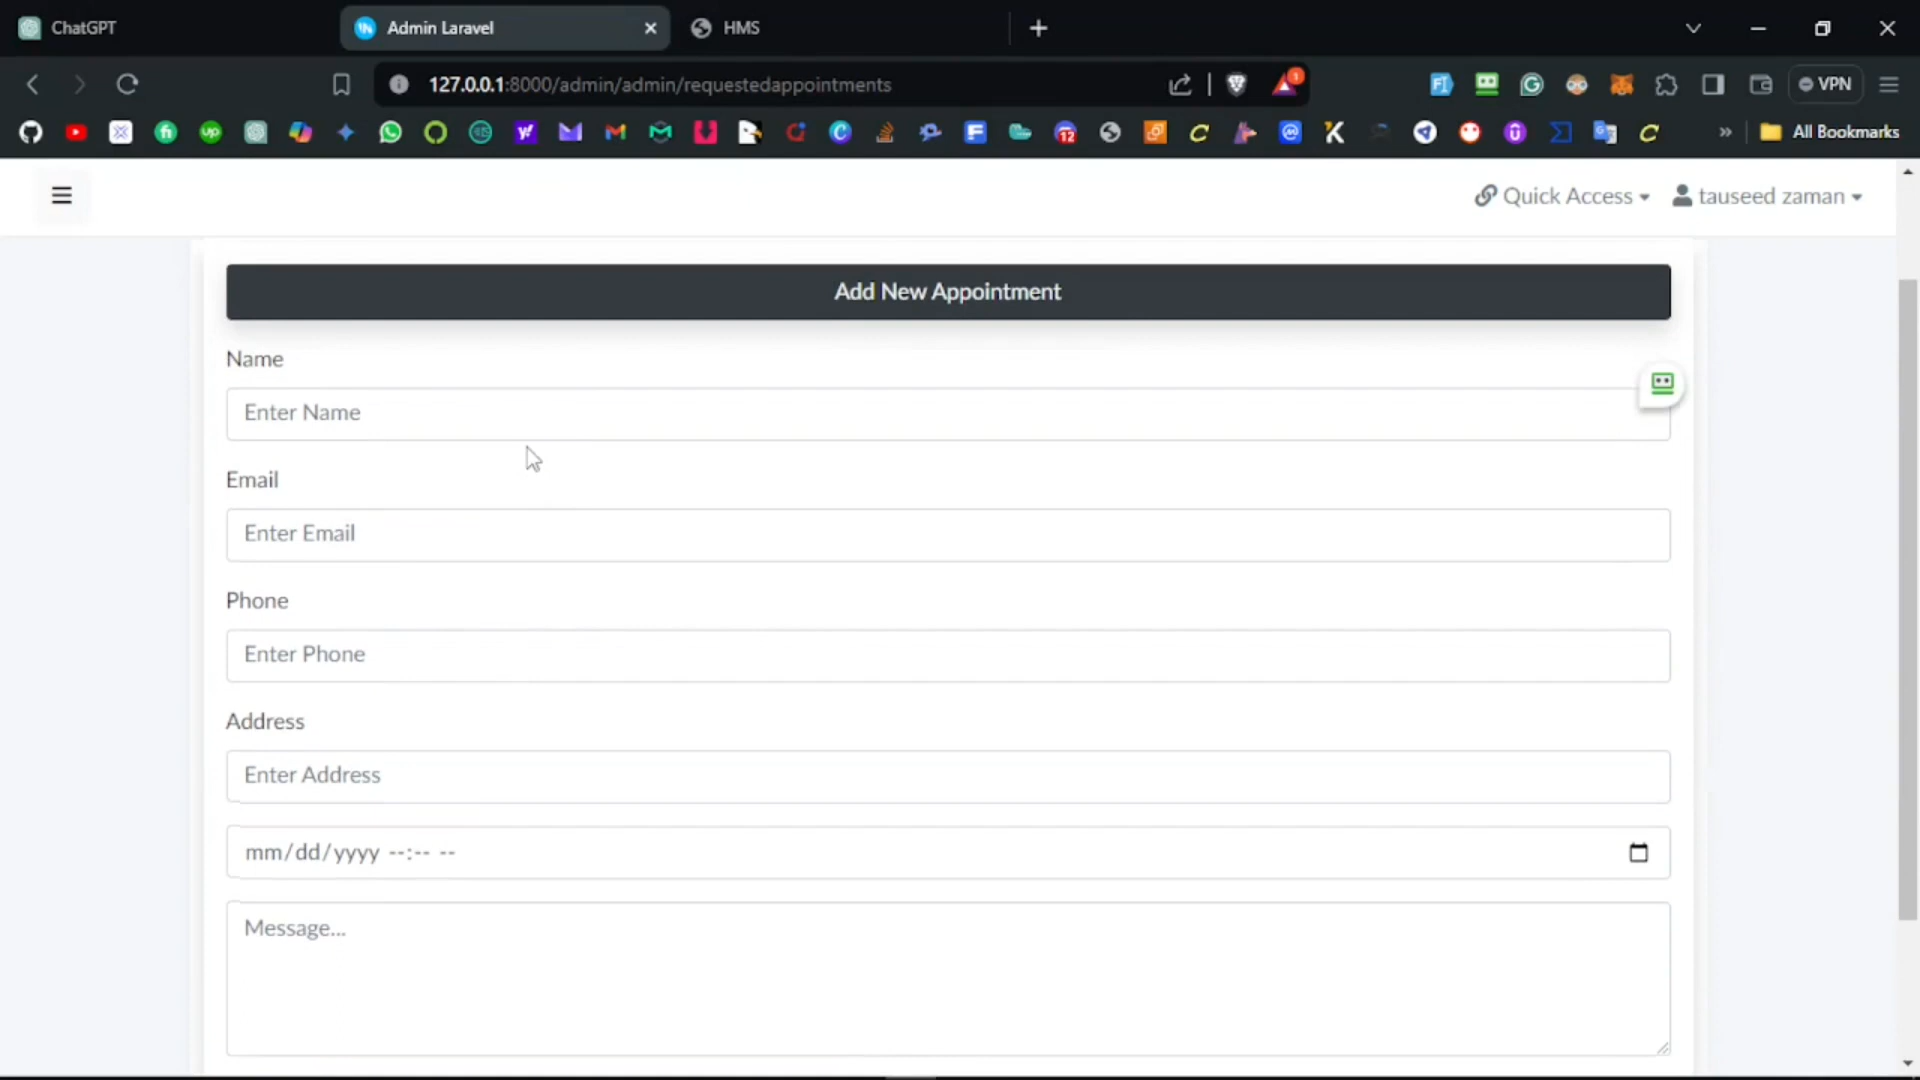 ChatGPT
Admin Laravel
HMS
127.0.0.1:8000/admin/admin/requestedappointments
1
VPN
12
All Bookmarks
Quick Access
tauseed zaman
Add New Appointment
Name
Enter Name
Email
Enter Email
Phone
Enter Phone
Address
Enter Address
mm/dd/yyyy --:-- --
Message...